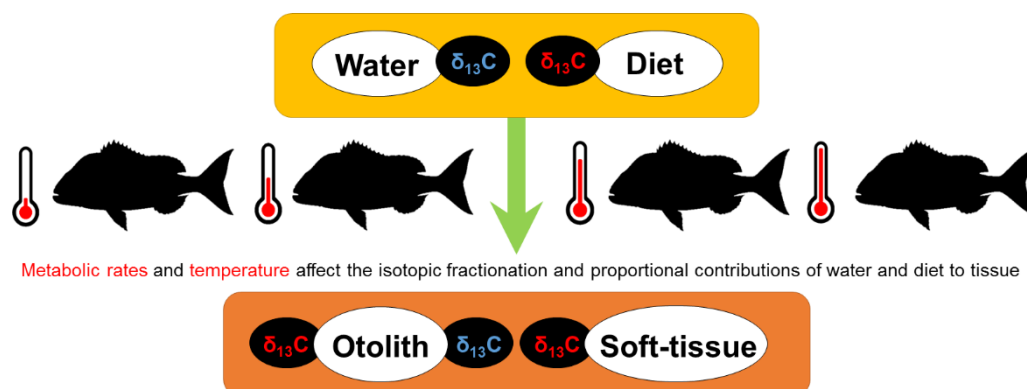 Water δ₁₃C δ₁₃C Diet
Metabolic rates and temperature affect the isotopic fractionation and proportional contributions of water and diet to tissue
δ₁₃C Otolith δ₁₃C δ₁₃C Soft-tissue